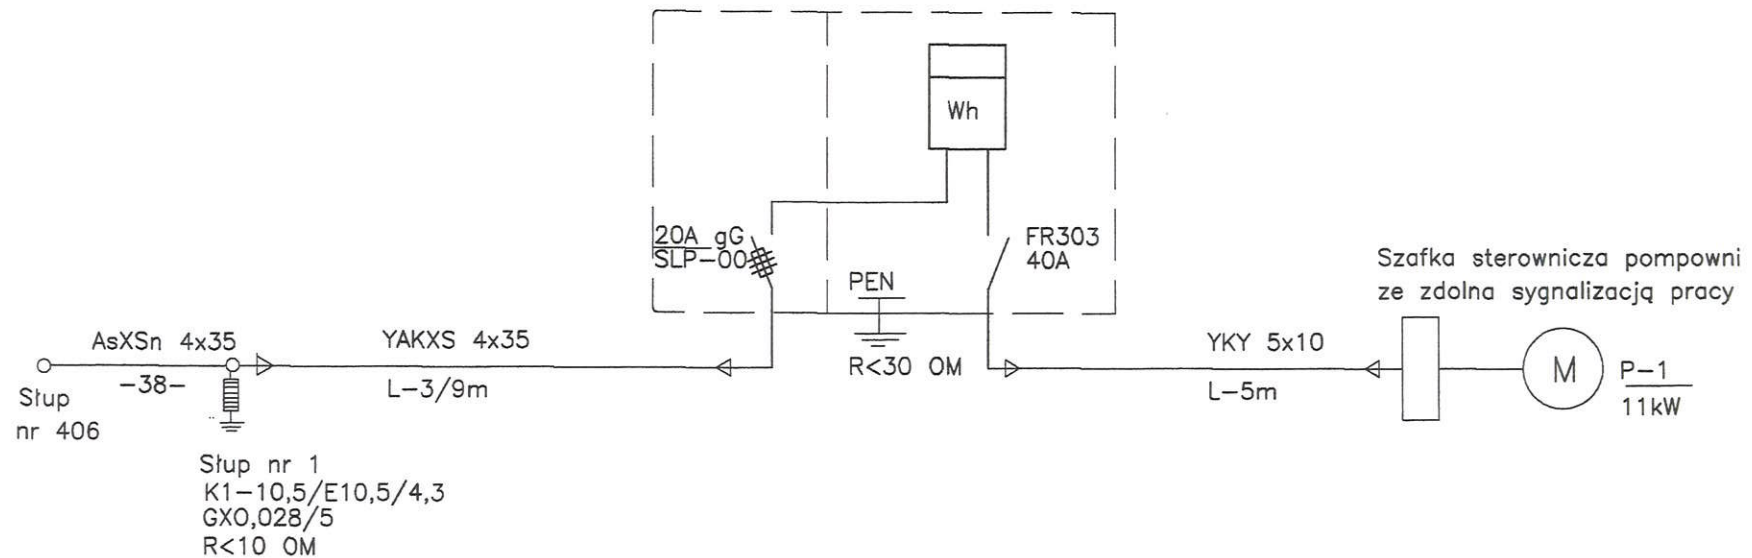 Wh
20A gG
SLP-00
FR303
40A
PEN
R<30 OM
Szafka sterownicza pompowni
ze zdolna sygnalizacją pracy
AsXSn 4x35
-38-
YAKXS 4x35
L-3/9m
YKY 5x10
L-5m
M
P-1
11kW
Słup
nr 406
Słup nr 1
K1-10,5/E10,5/4,3
GXO,028/5
R<10 OM